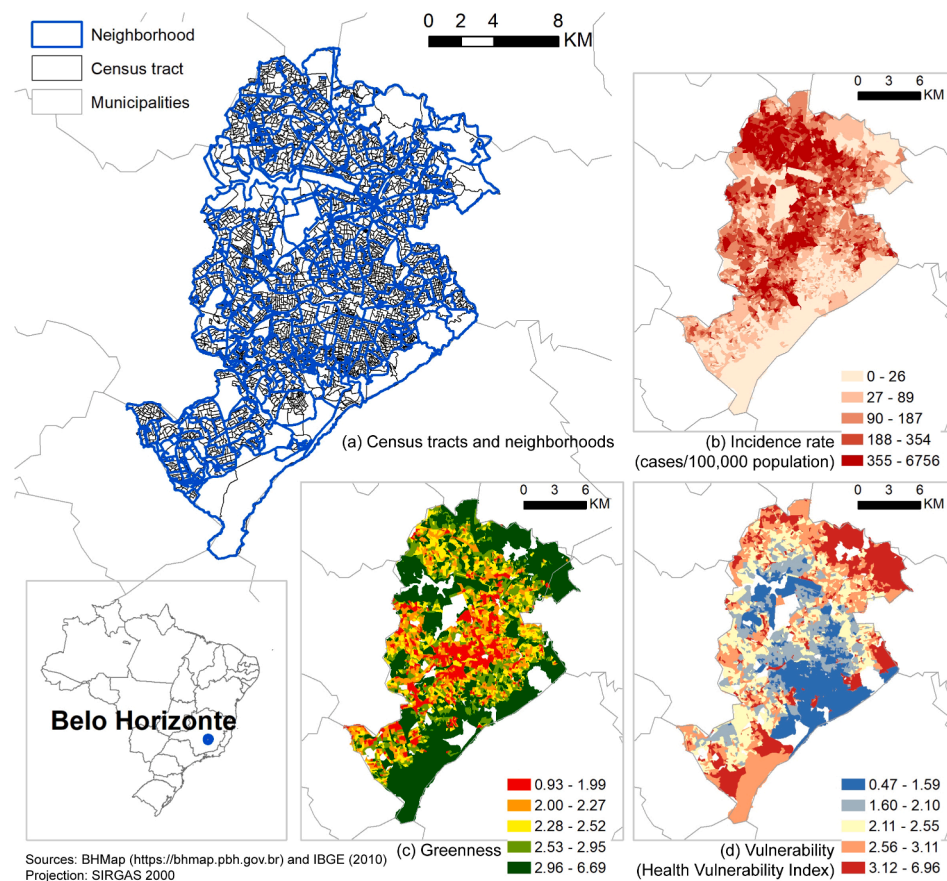 Neighborhood
Census tract
Municipalities
0 2 4 8
KM
(a) Census tracts and neighborhoods
0 3 6
KM
0 - 26
27 - 89
90 - 187
188 - 354
355 - 6756
(b) Incidence rate
(cases/100,000 population)
Belo Horizonte
0 3 6
KM
0.93 - 1.99
2.00 - 2.27
2.28 - 2.52
2.53 - 2.95
2.96 - 6.69
(c) Greenness
0 3 6
KM
0.47 - 1.59
1.60 - 2.10
2.11 - 2.55
2.56 - 3.11
3.12 - 6.96
(d) Vulnerability
(Health Vulnerability Index)
Sources: BHMap (https://bhmap.pbh.gov.br) and IBGE (2010)
Projection: SIRGAS 2000